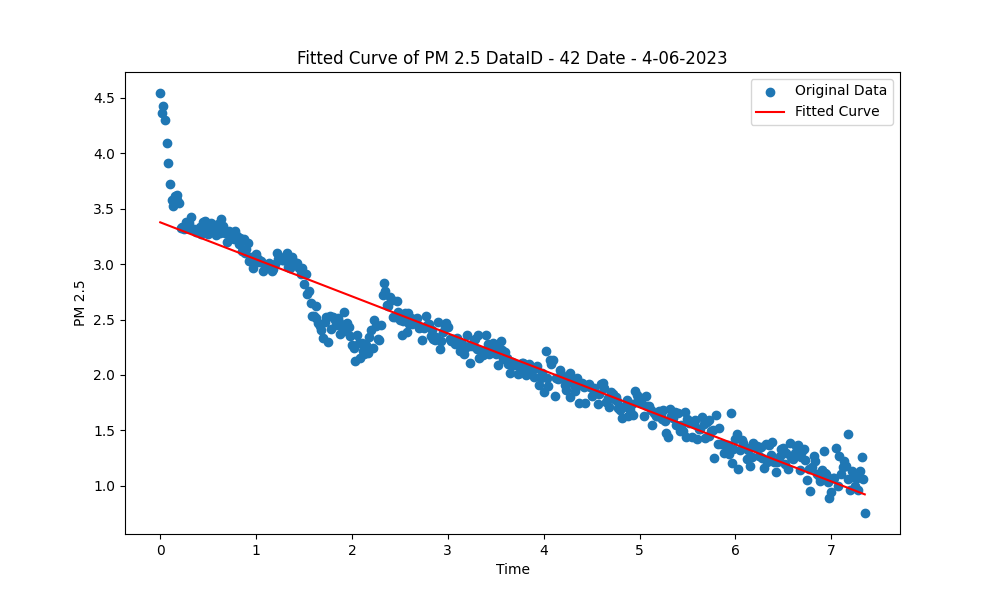 Fitted Curve of PM 2.5 DataID - 42 Date - 4-06-2023
Original Data
Fitted Curve
4.5
4.0
3.5
3.0
2.5
2.0
1.5
1.0
PM 2.5
0 1 2 3 4 5 6 7
Time